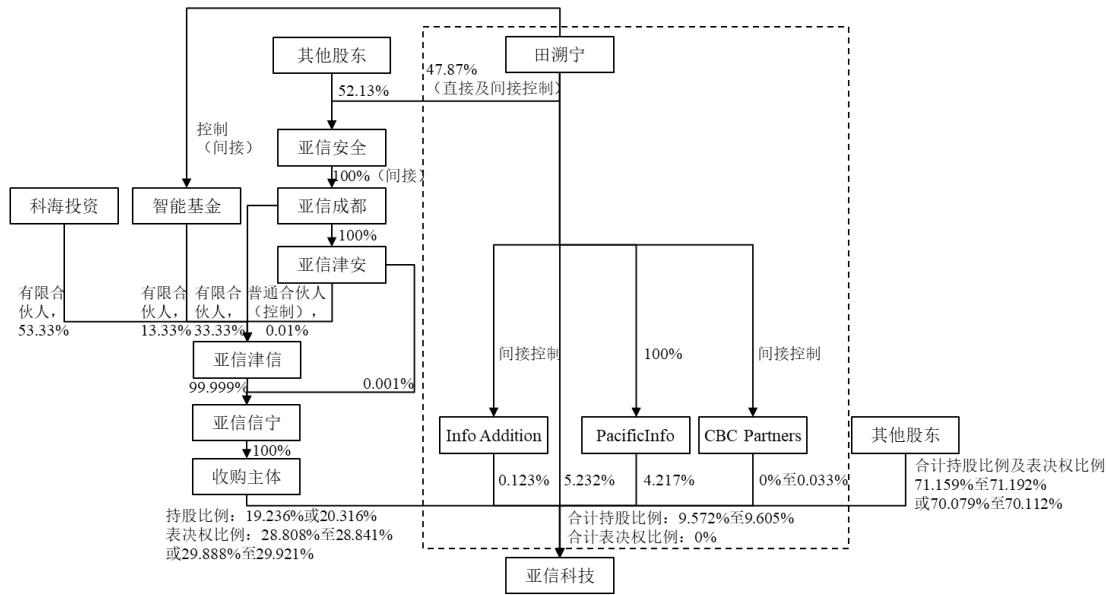 其他股东
田溯宁
47.87%
（直接及间接控制）
52.13%
控制
（间接）
亚信安全
100%（间接）
科海投资
智能基金
亚信成都
100%
亚信津安
有限合
伙人，
53.33%
有限合
伙人，
13.33%
有限合
伙人，
33.33%
普通合伙人
（控制），
0.01%
亚信津信
99.999%
0.001%
亚信信宁
100%
收购主体
间接控制
100%
间接控制
Info Addition
PacificInfo
CBC Partners
其他股东
0.123%
5.232%
4.217%
0%至0.033%
合计持股比例及表决权比例
71.159%至71.192%
或70.079%至70.112%
持股比例：19.236%或20.316%
表决权比例：28.808%至28.841%
或29.888%至29.921%
合计持股比例：9.572%至9.605%
合计表决权比例：0%
亚信科技